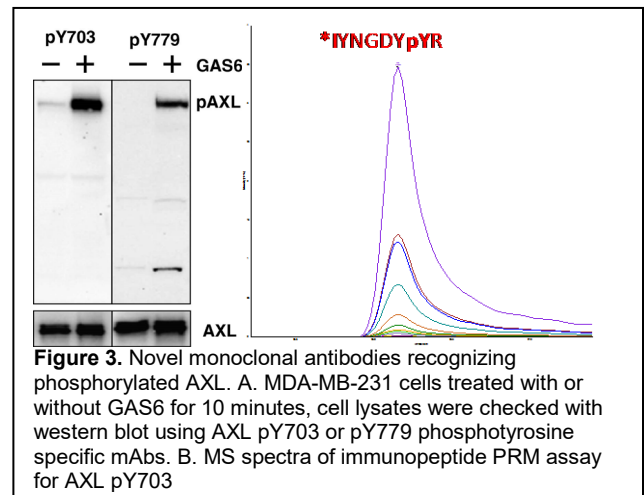 pY703 pY779
− + − + GAS6
pAXL
AXL
*IYNGDYpYR
Figure 3. Novel monoclonal antibodies recognizing
phosphorylated AXL. A. MDA-MB-231 cells treated with or
without GAS6 for 10 minutes, cell lysates were checked with
western blot using AXL pY703 or pY779 phosphotyrosine
specific mAbs. B. MS spectra of immunopeptide PRM assay
for AXL pY703